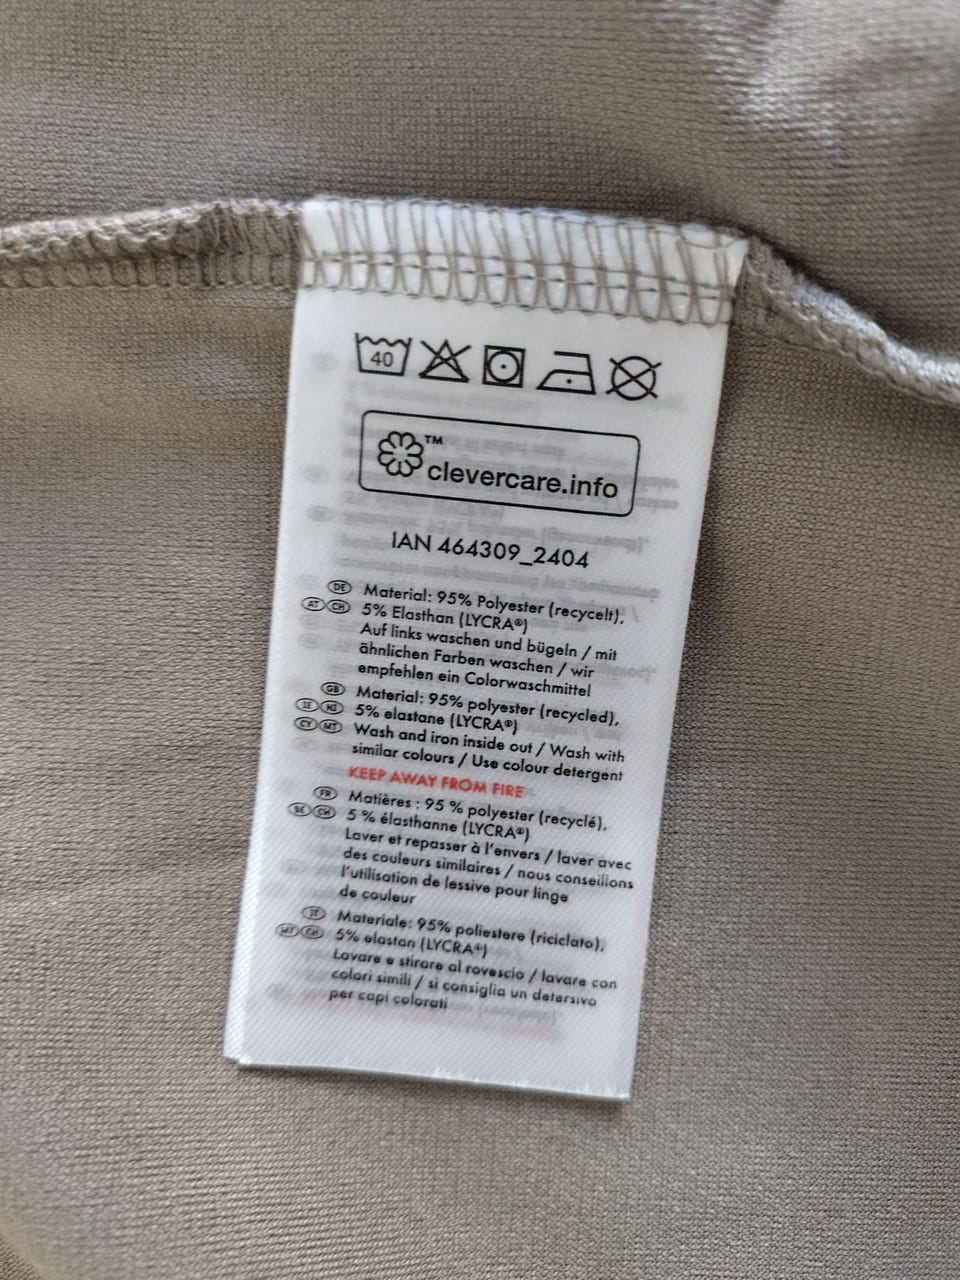 40
™
clevercare.info
IAN 464309_2404
DE Material: 95% Polyester (recycelt),
AT CH 5% Elasthan (LYCRA®)
Auf links waschen und bügeln / mit
ähnlichen Farben waschen / wir
empfehlen ein Colorwaschmittel
GB Material: 95% polyester (recycled),
IE NI 5% elastane (LYCRA®)
CY MT Wash and iron inside out / Wash with
similar colours / Use colour detergent
KEEP AWAY FROM FIRE
FR Matières : 95 % polyester (recyclé),
BE CH 5 % élasthanne (LYCRA®)
Laver et repasser à l'envers / laver avec
des couleurs similaires / nous conseillons
l'utilisation de lessive pour linge
de couleur
IT Materiale: 95% poliestere (riciclato),
MT CH 5% elastan (LYCRA®)
Lavare e stirare al rovescio / lavare con
colori simili / si consiglia un detersivo
per capi colorati